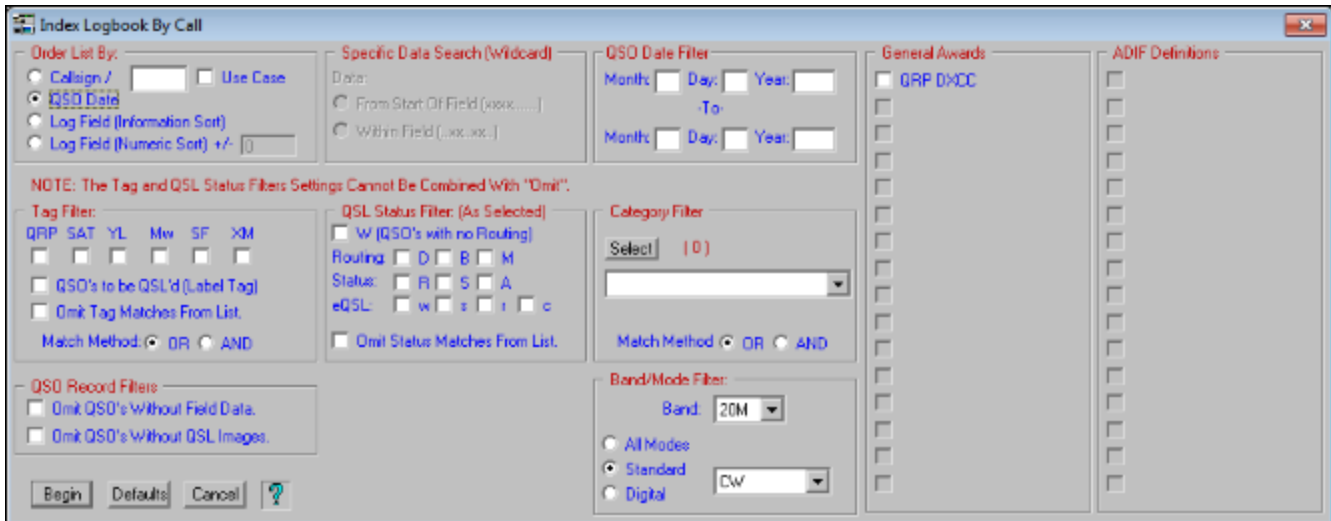 Index Logbook By Call
Order List By:
Callsign / Use Case
QSO Date
Log Field (Information Sort)
Log Field (Numeric Sort) +/- 0
Specific Data Search (Wildcard)
Data:
From Start Of Field (xxxx......)
Within Field (..xx..xx..)
QSO Date Filter
Month: Day: Year:
-To-
Month: Day: Year:
General Awards
QRP DXCC
ADIF Definitions
NOTE: The Tag and QSL Status Filters Settings Cannot Be Combined With "Omit".
Tag Filter:
QRP SAT YL Mw SF XM
QSO's to be QSL'd (Label Tag)
Omit Tag Matches From List.
Match Method: OR AND
QSL Status Filter: (As Selected)
W (QSO's with no Routing)
Routing: D B M
Status: R S A
eQSL: w s r c
Omit Status Matches From List.
Category Filter
Select ( 0 )
Match Method OR AND
QSO Record Filters
Omit QSO's Without Field Data.
Omit QSO's Without QSL Images.
Band/Mode Filter:
Band: 20M
All Modes
Standard
Digital
CW
Begin Defaults Cancel ?